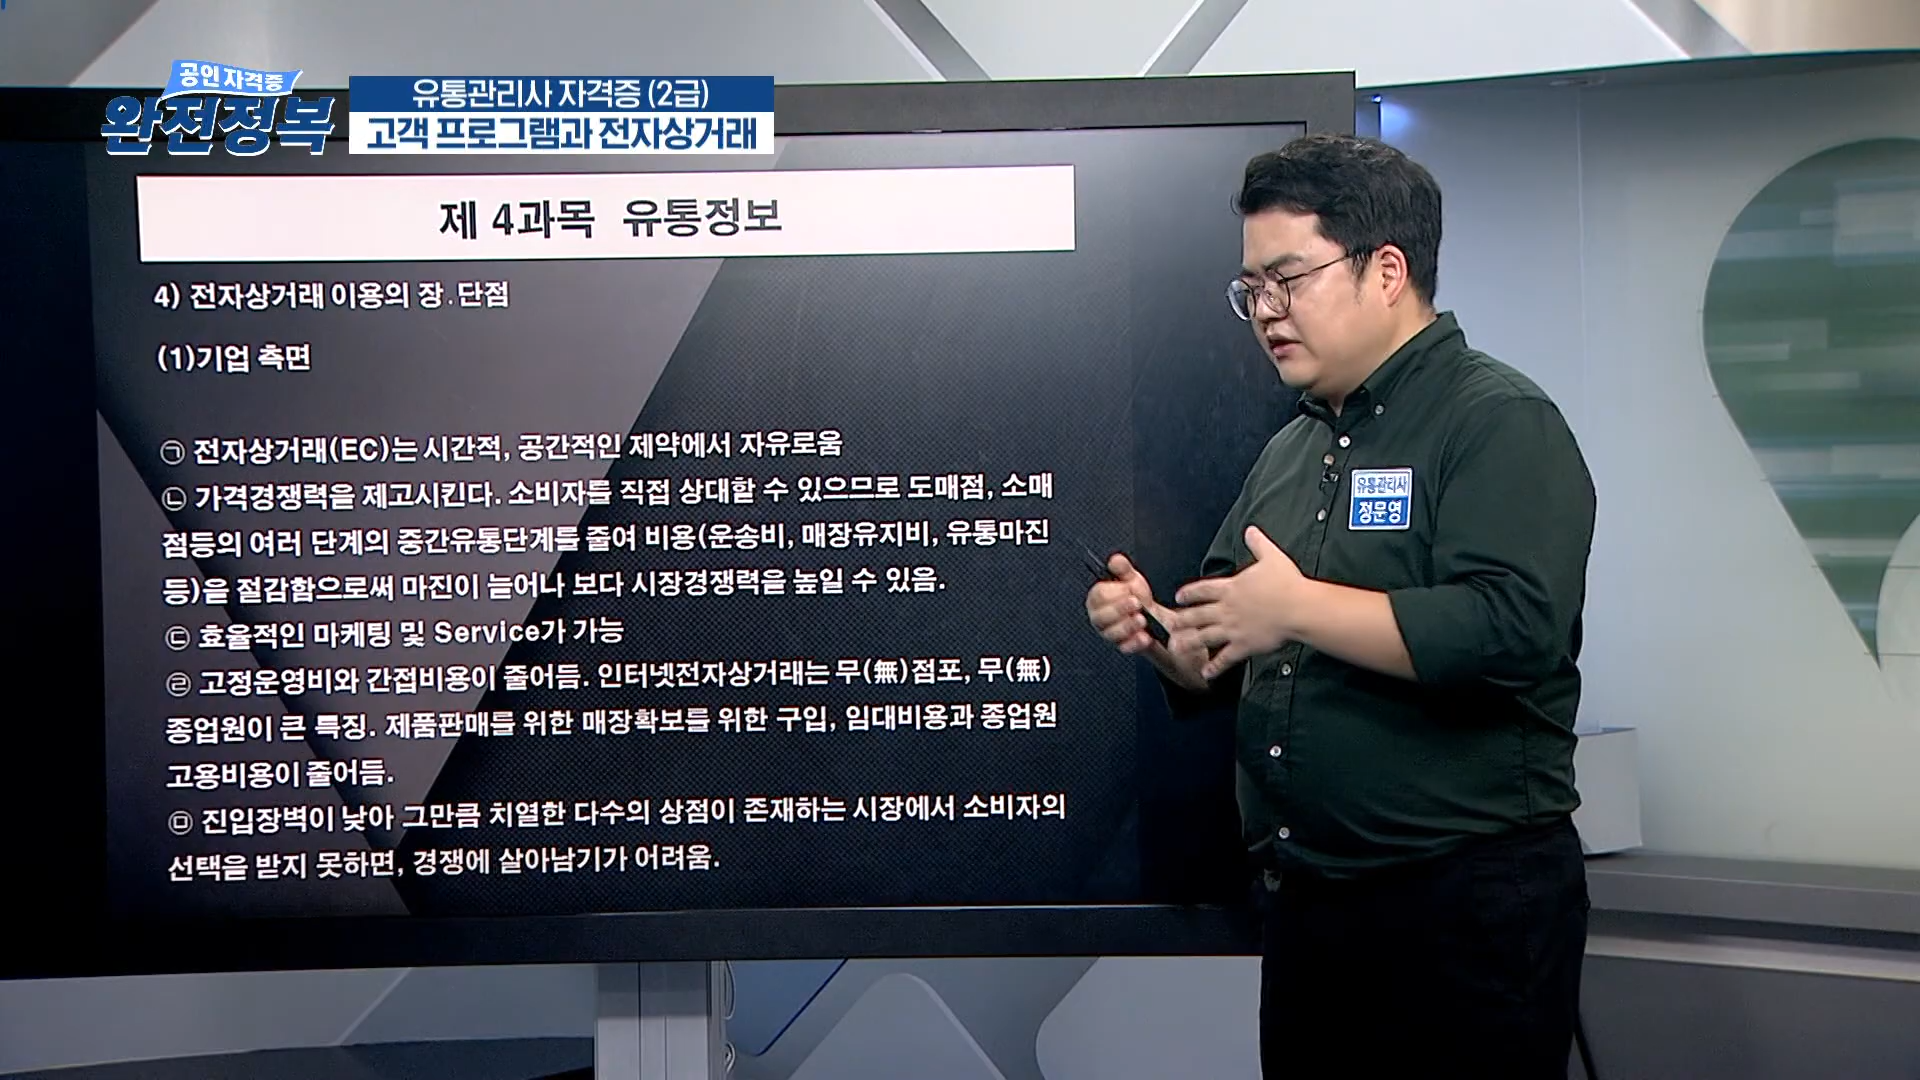 공인 자격증
완전정복
유통관리사 자격증 (2급)
고객 프로그램과 전자상거래
제 4과목 유통정보
4) 전자상거래 이용의 장.단점
(1)기업 측면
㉠ 전자상거래(EC)는 시간적, 공간적인 제약에서 자유로움
㉡ 가격경쟁력을 제고시킨다. 소비자를 직접 상대할 수 있으므로 도매점, 소매
점등의 여러 단계의 중간유통단계를 줄여 비용(운송비, 매장유지비, 유통마진
등)을 절감함으로써 마진이 늘어나 보다 시장경쟁력을 높일 수 있음.
㉢ 효율적인 마케팅 및 Service가 가능
㉣ 고정운영비와 간접비용이 줄어듬. 인터넷전자상거래는 무(無)점포, 무(無)
종업원이 큰 특징. 제품판매를 위한 매장확보를 위한 구입, 임대비용과 종업원
고용비용이 줄어듬.
㉤ 진입장벽이 낮아 그만큼 치열한 다수의 상점이 존재하는 시장에서 소비자의
선택을 받지 못하면, 경쟁에 살아남기가 어려움.
유통관리사
정문영